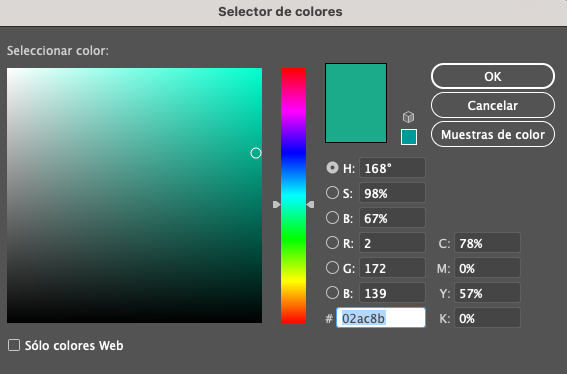 Selector de colores
Seleccionar color:
OK
Cancelar
Muestras de color
H: 168°
S: 98%
B: 67%
R: 2 C: 78%
G: 172 M: 0%
B: 139 Y: 57%
# 02ac8b K: 0%
Sólo colores Web